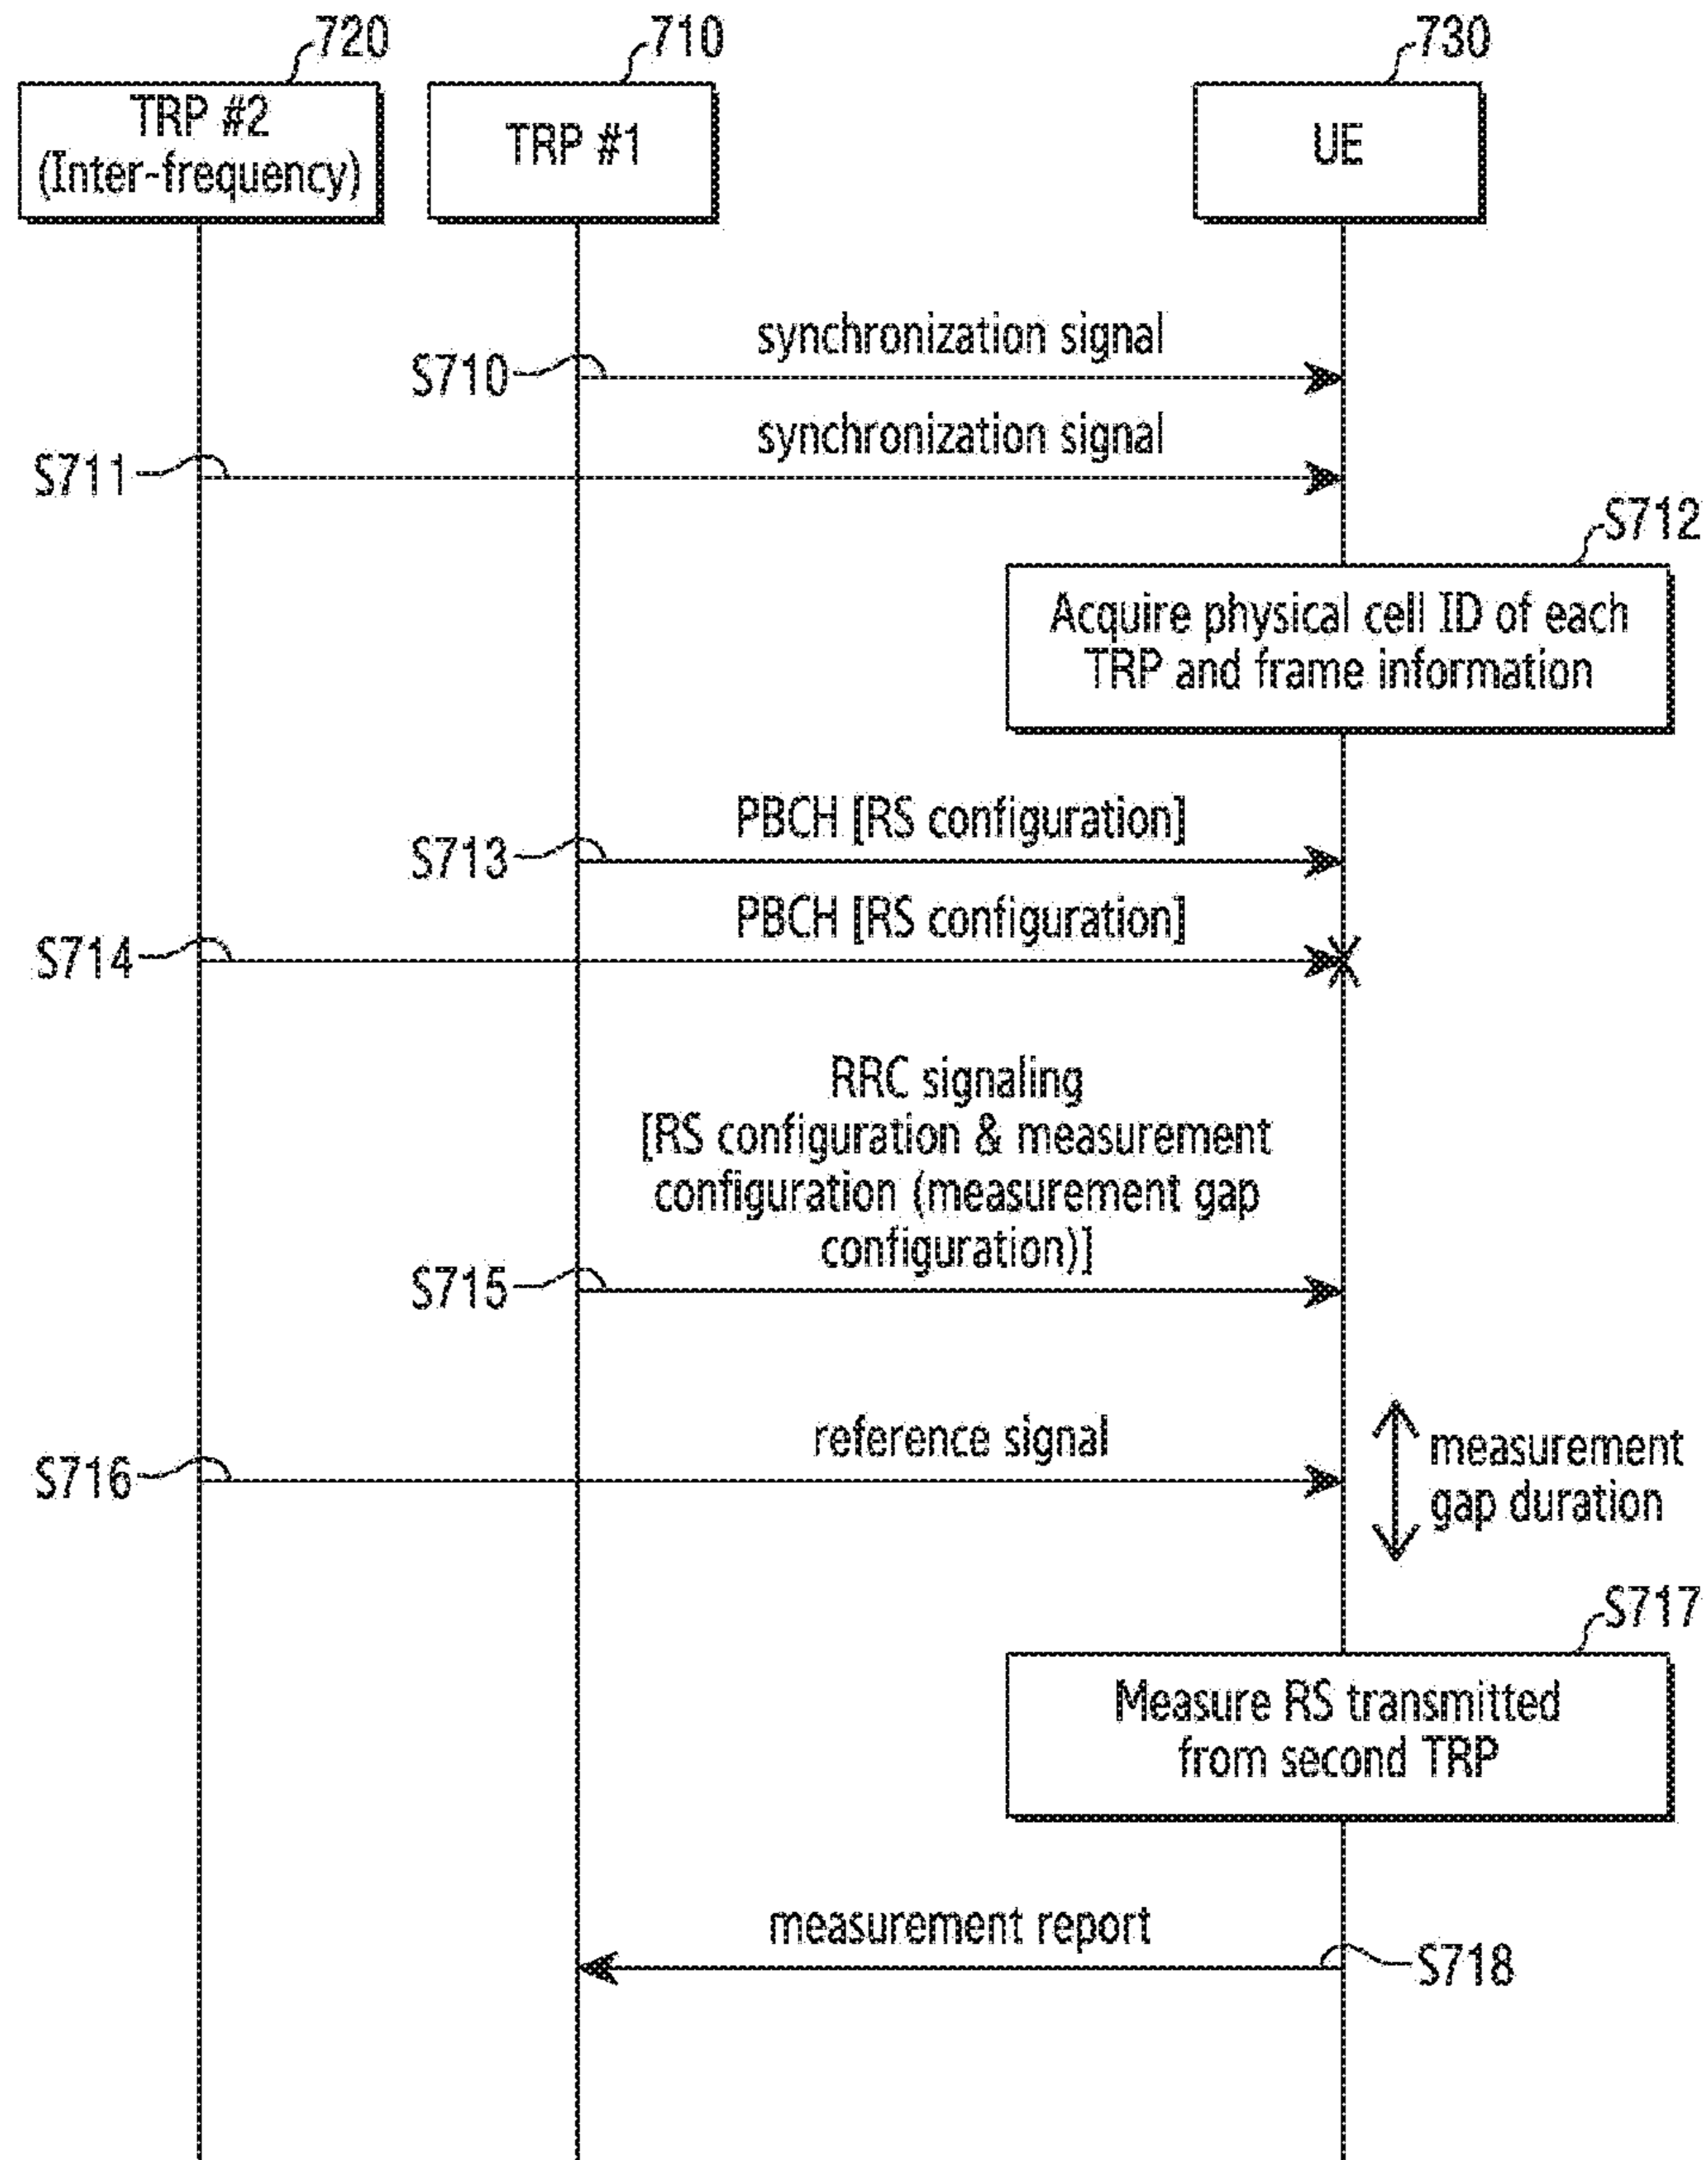 720
710
730
TRP #2
(Inter-frequency)
TRP #1
UE
synchronization signal
S710
synchronization signal
S711
S712
Acquire physical cell ID of each
TRP and frame information
PBCH [RS configuration]
S713
PBCH [RS configuration]
S714
RRC signaling
[RS configuration & measurement
configuration (measurement gap
configuration)]
S715
reference signal
S716
measurement
gap duration
S717
Measure RS transmitted
from second TRP
measurement report
S718